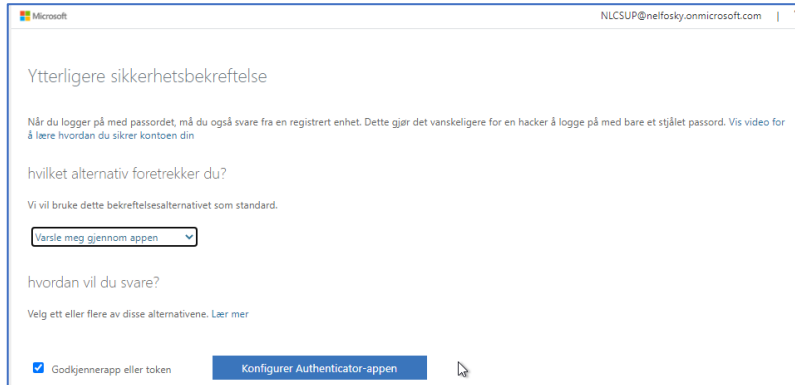 Microsoft
NLCSUP@nelfosky.onmicrosoft.com |
Ytterligere sikkerhetsbekreftelse
Når du logger på med passordet, må du også svare fra en registrert enhet. Dette gjør det vanskeligere for en hacker å logge på med bare et stjålet passord. Vis video for
å lære hvordan du sikrer kontoen din
hvilket alternativ foretrekker du?
Vi vil bruke dette bekreftelsesalternativet som standard.
Varsle meg gjennom appen
hvordan vil du svare?
Velg ett eller flere av disse alternativene. Lær mer
Godkjennerapp eller token
Konfigurer Authenticator-appen